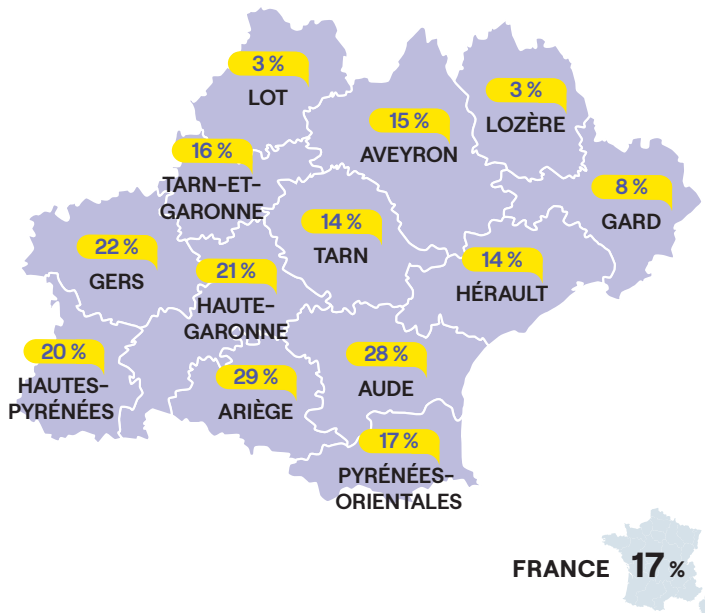 3 %
LOT
3 %
LOZÈRE
15 %
AVEYRON
16 %
TARN-ET-
GARONNE
8 %
GARD
14 %
TARN
22 %
GERS
21 %
HAUTE-
GARONNE
14 %
HÉRAULT
20 %
HAUTES-
PYRÉNÉES
29 %
ARIÈGE
28 %
AUDE
17 %
PYRÉNÉES-
ORIENTALES
FRANCE 17 %